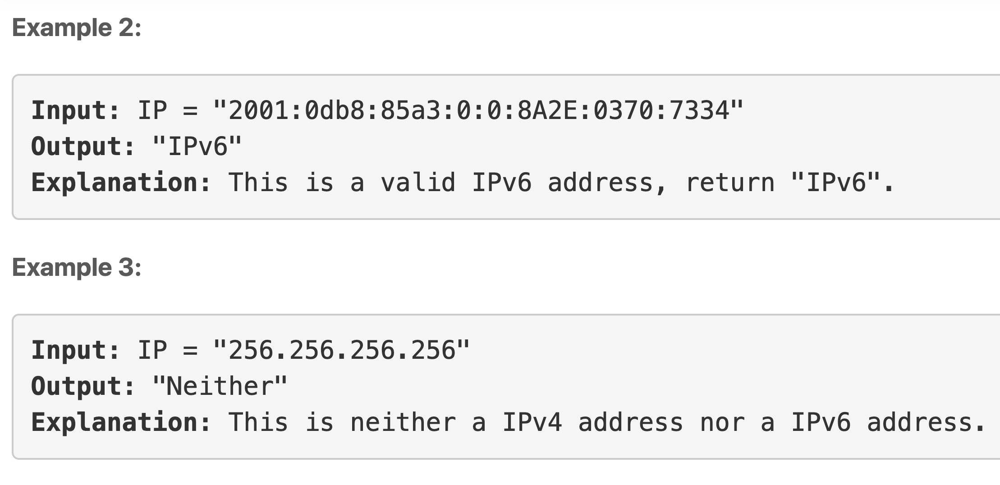 Example 2:
Input: IP = "2001:0db8:85a3:0:0:8A2E:0370:7334"
Output: "IPv6"
Explanation: This is a valid IPv6 address, return "IPv6".
Example 3:
Input: IP = "256.256.256.256"
Output: "Neither"
Explanation: This is neither a IPv4 address nor a IPv6 address.